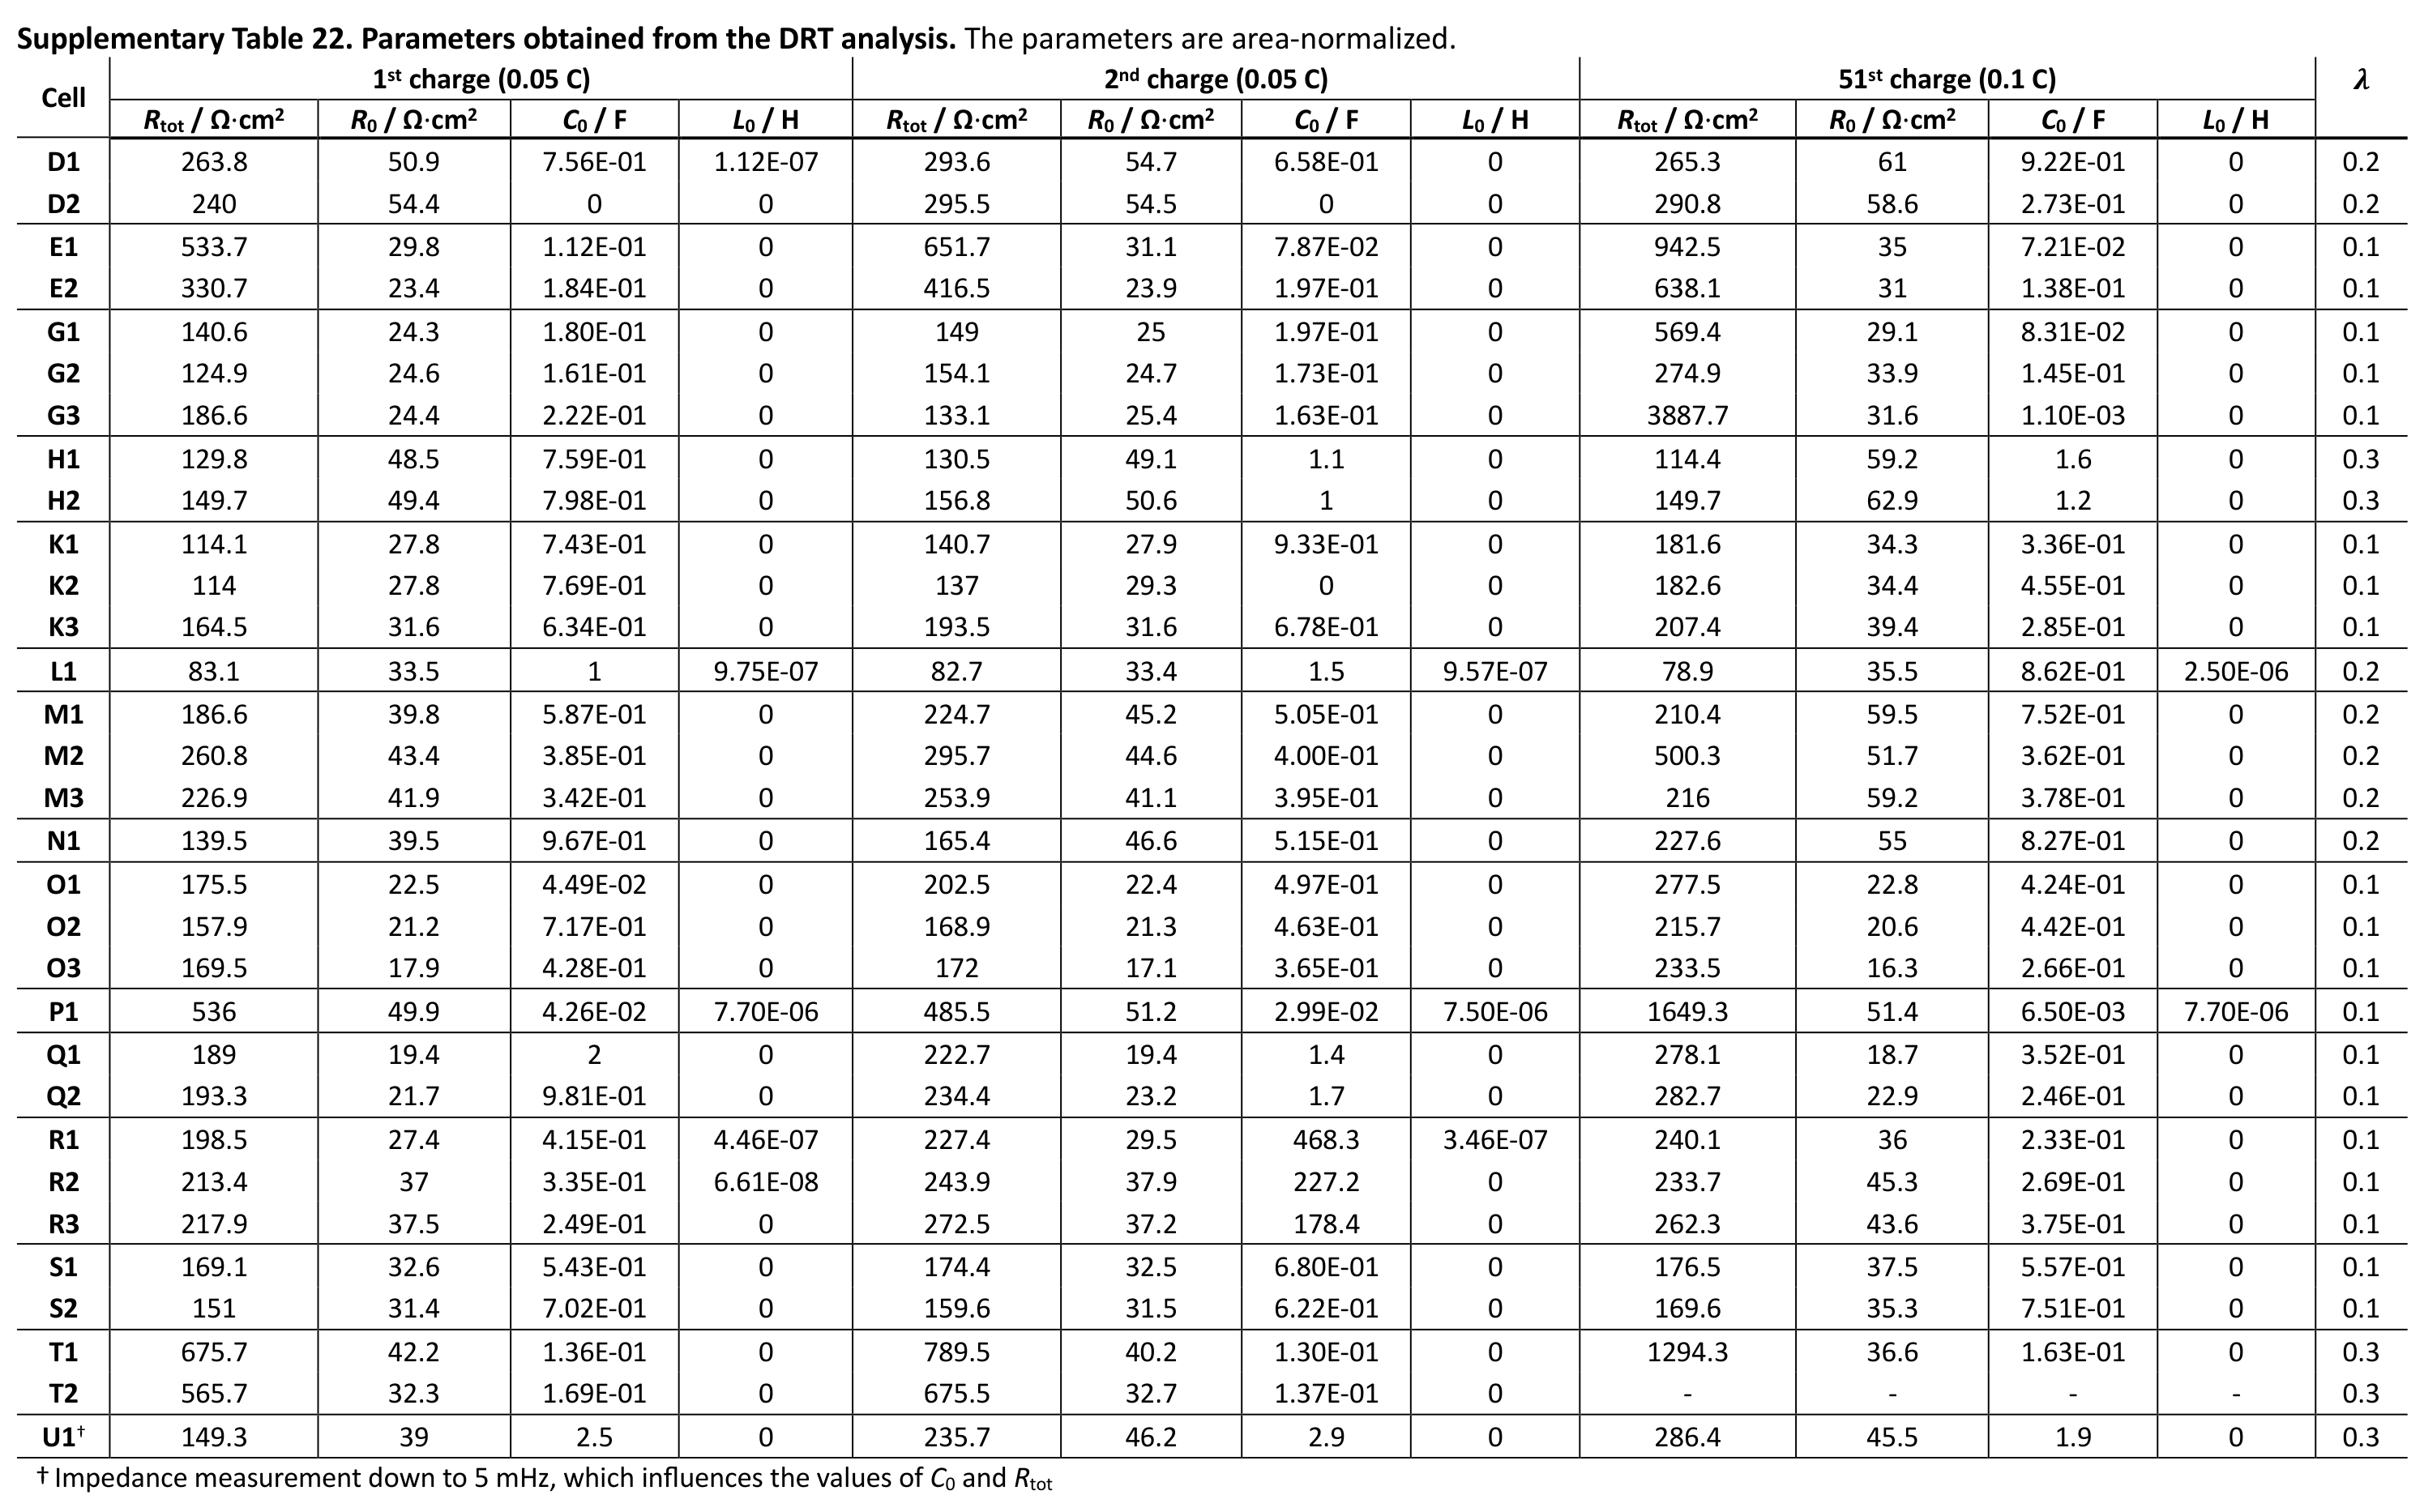 Supplementary Table 22. Parameters obtained from the DRT analysis. The parameters are area-normalized.
Cell 1st charge (0.05 C) 2nd charge (0.05 C) 51st charge (0.1 C) λ
Rtot / Ω·cm² R0 / Ω·cm² C0 / F L0 / H Rtot / Ω·cm² R0 / Ω·cm² C0 / F L0 / H Rtot / Ω·cm² R0 / Ω·cm² C0 / F L0 / H
D1 263.8 50.9 7.56E-01 1.12E-07 293.6 54.7 6.58E-01 0 265.3 61 9.22E-01 0 0.2
D2 240 54.4 0 0 295.5 54.5 0 0 290.8 58.6 2.73E-01 0 0.2
E1 533.7 29.8 1.12E-01 0 651.7 31.1 7.87E-02 0 942.5 35 7.21E-02 0 0.1
E2 330.7 23.4 1.84E-01 0 416.5 23.9 1.97E-01 0 638.1 31 1.38E-01 0 0.1
G1 140.6 24.3 1.80E-01 0 149 25 1.97E-01 0 569.4 29.1 8.31E-02 0 0.1
G2 124.9 24.6 1.61E-01 0 154.1 24.7 1.73E-01 0 274.9 33.9 1.45E-01 0 0.1
G3 186.6 24.4 2.22E-01 0 133.1 25.4 1.63E-01 0 3887.7 31.6 1.10E-03 0 0.1
H1 129.8 48.5 7.59E-01 0 130.5 49.1 1.1 0 114.4 59.2 1.6 0 0.3
H2 149.7 49.4 7.98E-01 0 156.8 50.6 1 0 149.7 62.9 1.2 0 0.3
K1 114.1 27.8 7.43E-01 0 140.7 27.9 9.33E-01 0 181.6 34.3 3.36E-01 0 0.1
K2 114 27.8 7.69E-01 0 137 29.3 0 0 182.6 34.4 4.55E-01 0 0.1
K3 164.5 31.6 6.34E-01 0 193.5 31.6 6.78E-01 0 207.4 39.4 2.85E-01 0 0.1
L1 83.1 33.5 1 9.75E-07 82.7 33.4 1.5 9.57E-07 78.9 35.5 8.62E-01 2.50E-06 0.2
M1 186.6 39.8 5.87E-01 0 224.7 45.2 5.05E-01 0 210.4 59.5 7.52E-01 0 0.2
M2 260.8 43.4 3.85E-01 0 295.7 44.6 4.00E-01 0 500.3 51.7 3.62E-01 0 0.2
M3 226.9 41.9 3.42E-01 0 253.9 41.1 3.95E-01 0 216 59.2 3.78E-01 0 0.2
N1 139.5 39.5 9.67E-01 0 165.4 46.6 5.15E-01 0 227.6 55 8.27E-01 0 0.2
O1 175.5 22.5 4.49E-02 0 202.5 22.4 4.97E-01 0 277.5 22.8 4.24E-01 0 0.1
O2 157.9 21.2 7.17E-01 0 168.9 21.3 4.63E-01 0 215.7 20.6 4.42E-01 0 0.1
O3 169.5 17.9 4.28E-01 0 172 17.1 3.65E-01 0 233.5 16.3 2.66E-01 0 0.1
P1 536 49.9 4.26E-02 7.70E-06 485.5 51.2 2.99E-02 7.50E-06 1649.3 51.4 6.50E-03 7.70E-06 0.1
Q1 189 19.4 2 0 222.7 19.4 1.4 0 278.1 18.7 3.52E-01 0 0.1
Q2 193.3 21.7 9.81E-01 0 234.4 23.2 1.7 0 282.7 22.9 2.46E-01 0 0.1
R1 198.5 27.4 4.15E-01 4.46E-07 227.4 29.5 468.3 3.46E-07 240.1 36 2.33E-01 0 0.1
R2 213.4 37 3.35E-01 6.61E-08 243.9 37.9 227.2 0 233.7 45.3 2.69E-01 0 0.1
R3 217.9 37.5 2.49E-01 0 272.5 37.2 178.4 0 262.3 43.6 3.75E-01 0 0.1
S1 169.1 32.6 5.43E-01 0 174.4 32.5 6.80E-01 0 176.5 37.5 5.57E-01 0 0.1
S2 151 31.4 7.02E-01 0 159.6 31.5 6.22E-01 0 169.6 35.3 7.51E-01 0 0.1
T1 675.7 42.2 1.36E-01 0 789.5 40.2 1.30E-01 0 1294.3 36.6 1.63E-01 0 0.3
T2 565.7 32.3 1.69E-01 0 675.5 32.7 1.37E-01 0 - - - - 0.3
U1† 149.3 39 2.5 0 235.7 46.2 2.9 0 286.4 45.5 1.9 0 0.3
† Impedance measurement down to 5 mHz, which influences the values of C0 and Rtot